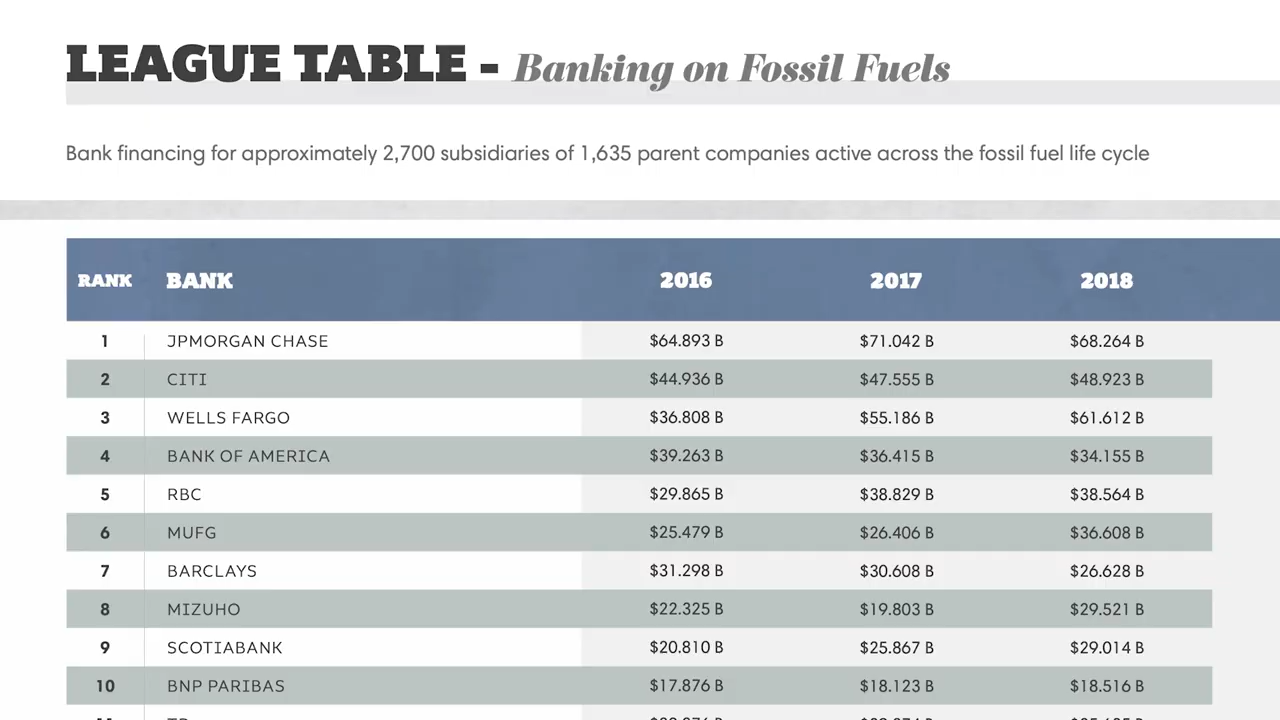 LEAGUE TABLE - Banking on Fossil Fuels
Bank financing for approximately 2,700 subsidiaries of 1,635 parent companies active across the fossil fuel life cycle
RANK BANK 2016 2017 2018
1 JPMORGAN CHASE $64.893 B $71.042 B $68.264 B
2 CITI $44.936 B $47.555 B $48.923 B
3 WELLS FARGO $36.808 B $55.186 B $61.612 B
4 BANK OF AMERICA $39.263 B $36.415 B $34.155 B
5 RBC $29.865 B $38.829 B $38.564 B
6 MUFG $25.479 B $26.406 B $36.608 B
7 BARCLAYS $31.298 B $30.608 B $26.628 B
8 MIZUHO $22.325 B $19.803 B $29.521 B
9 SCOTIABANK $20.810 B $25.867 B $29.014 B
10 BNP PARIBAS $17.876 B $18.123 B $18.516 B